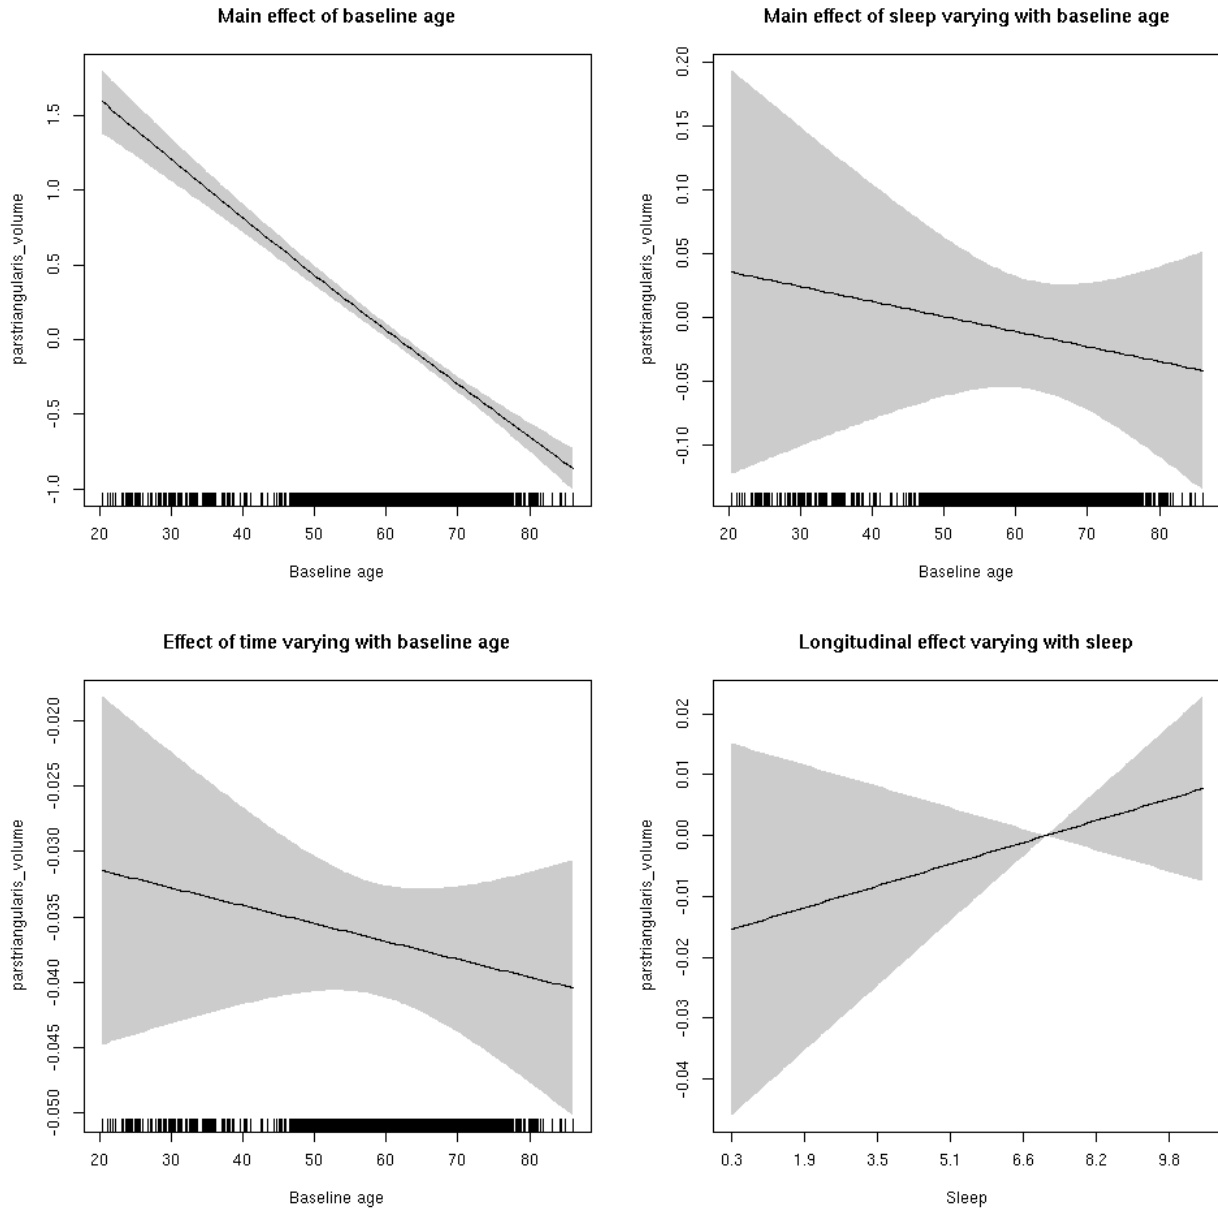 Main effect of baseline age
parstriangularis_volume
1.5
1.0
0.5
0.0
-0.5
-1.0
20 30 40 50 60 70 80
Baseline age
Main effect of sleep varying with baseline age
parstriangularis_volume
0.20
0.15
0.10
0.05
0.00
-0.05
-0.10
20 30 40 50 60 70 80
Baseline age
Effect of time varying with baseline age
parstriangularis_volume
-0.020
-0.025
-0.030
-0.035
-0.040
-0.045
-0.050
20 30 40 50 60 70 80
Baseline age
Longitudinal effect varying with sleep
parstriangularis_volume
0.02
0.01
0.00
-0.01
-0.02
-0.03
-0.04
0.3 1.9 3.5 5.1 6.6 8.2 9.8
Sleep